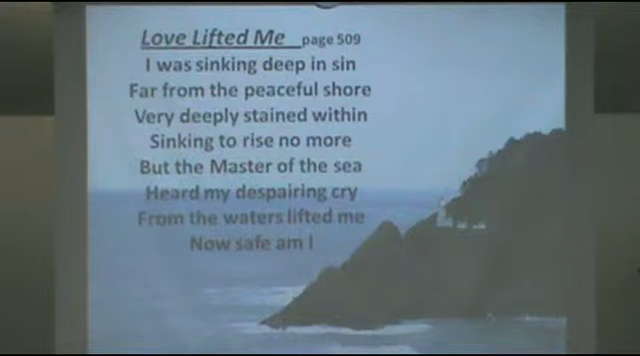 Love Lifted Me page 509
I was sinking deep in sin
Far from the peaceful shore
Very deeply stained within
Sinking to rise no more
But the Master of the sea
Heard my despairing cry
From the waters lifted me
Now safe am I